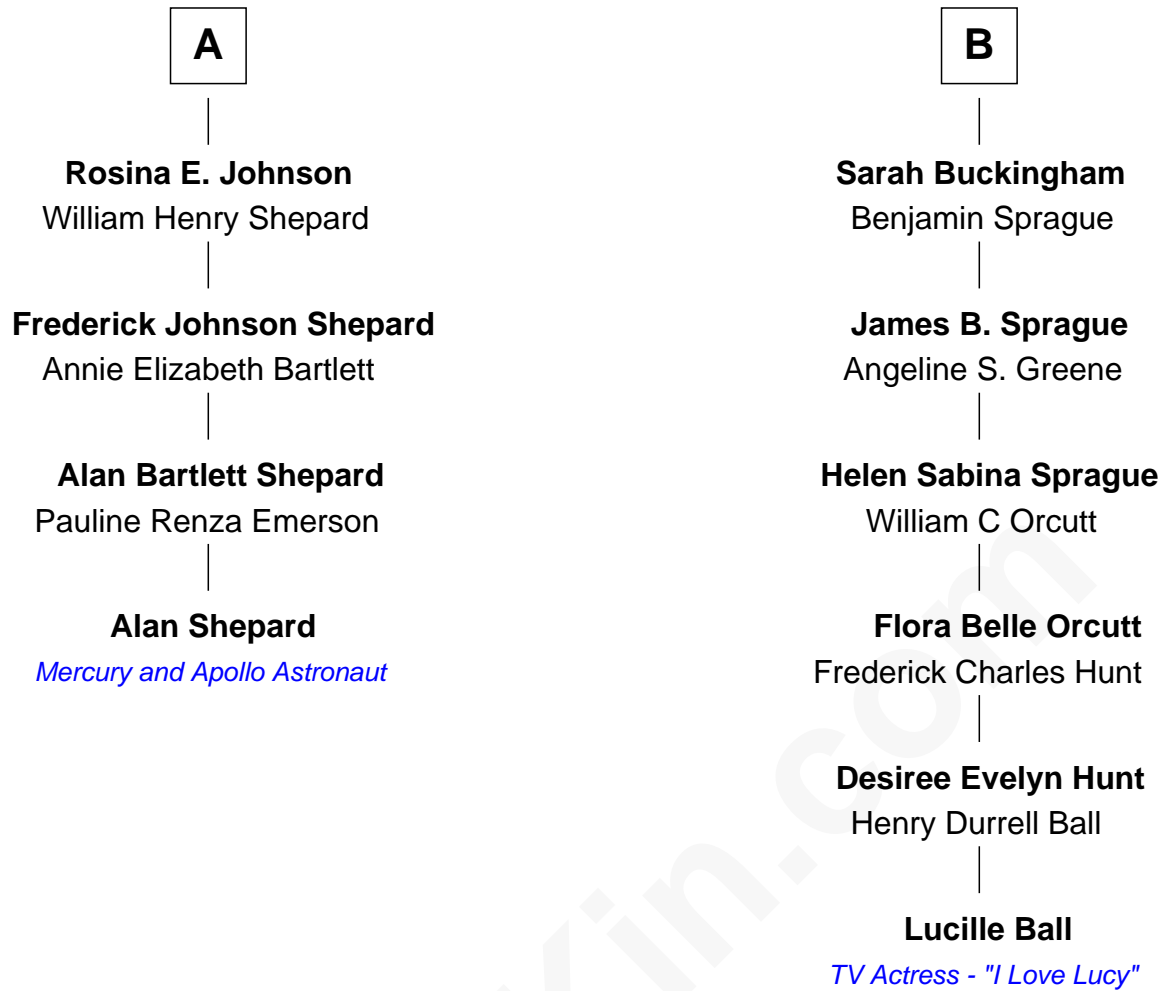 A
Rosina E. Johnson
William Henry Shepard
Frederick Johnson Shepard
Annie Elizabeth Bartlett
Alan Bartlett Shepard
Pauline Renza Emerson
Alan Shepard
Mercury and Apollo Astronaut
B
Sarah Buckingham
Benjamin Sprague
James B. Sprague
Angeline S. Greene
Helen Sabina Sprague
William C Orcutt
Flora Belle Orcutt
Frederick Charles Hunt
Desiree Evelyn Hunt
Henry Durrell Ball
Lucille Ball
TV Actress - "I Love Lucy"
Kin.com